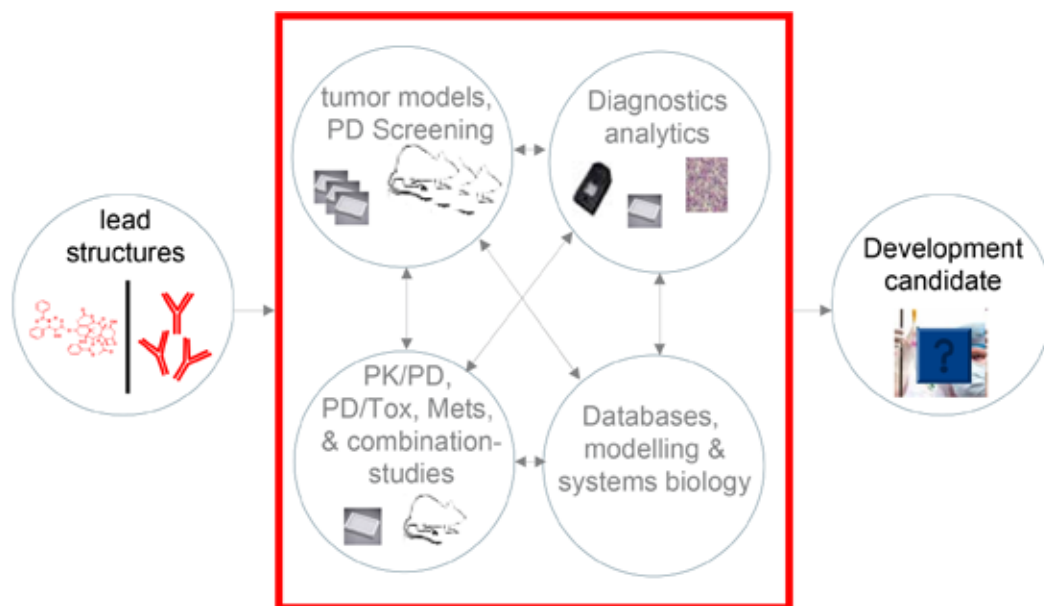 lead
structures
tumor models,
PD Screening
Diagnostics
analytics
PK/PD,
PD/Tox, Mets,
& combination-
studies
Databases,
modelling &
systems biology
Development
candidate
?